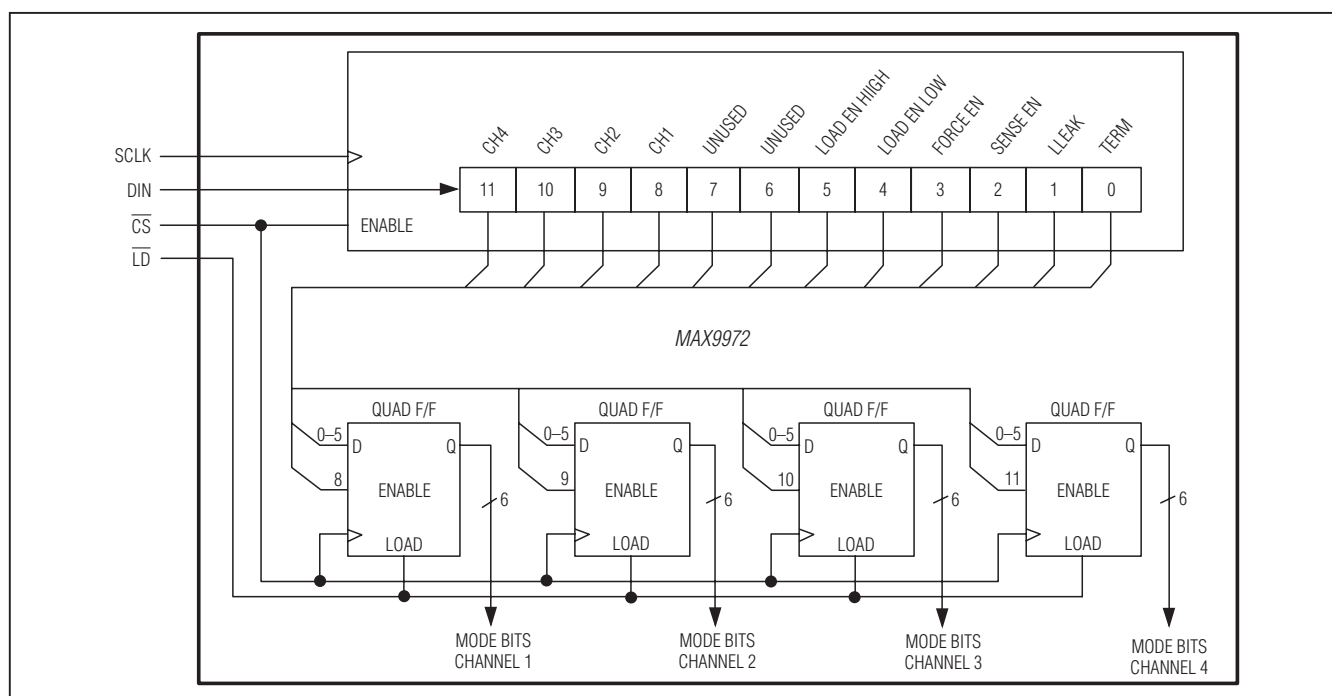 CH4 CH3 CH2 CH1 UNUSED UNUSED LOAD EN HIIGH LOAD EN LOW FORCE EN SENSE EN LLEAK TERM
SCLK
DIN 11 10 9 8 7 6 5 4 3 2 1 0
C̅S̅ ENABLE
L̅D̅
MAX9972
QUAD F/F QUAD F/F QUAD F/F QUAD F/F
0–5 D Q 0–5 D Q 0–5 D Q 0–5 D Q
8 ENABLE 6 9 ENABLE 6 10 ENABLE 6 11 ENABLE 6
LOAD LOAD LOAD LOAD
MODE BITS MODE BITS MODE BITS MODE BITS
CHANNEL 1 CHANNEL 2 CHANNEL 3 CHANNEL 4